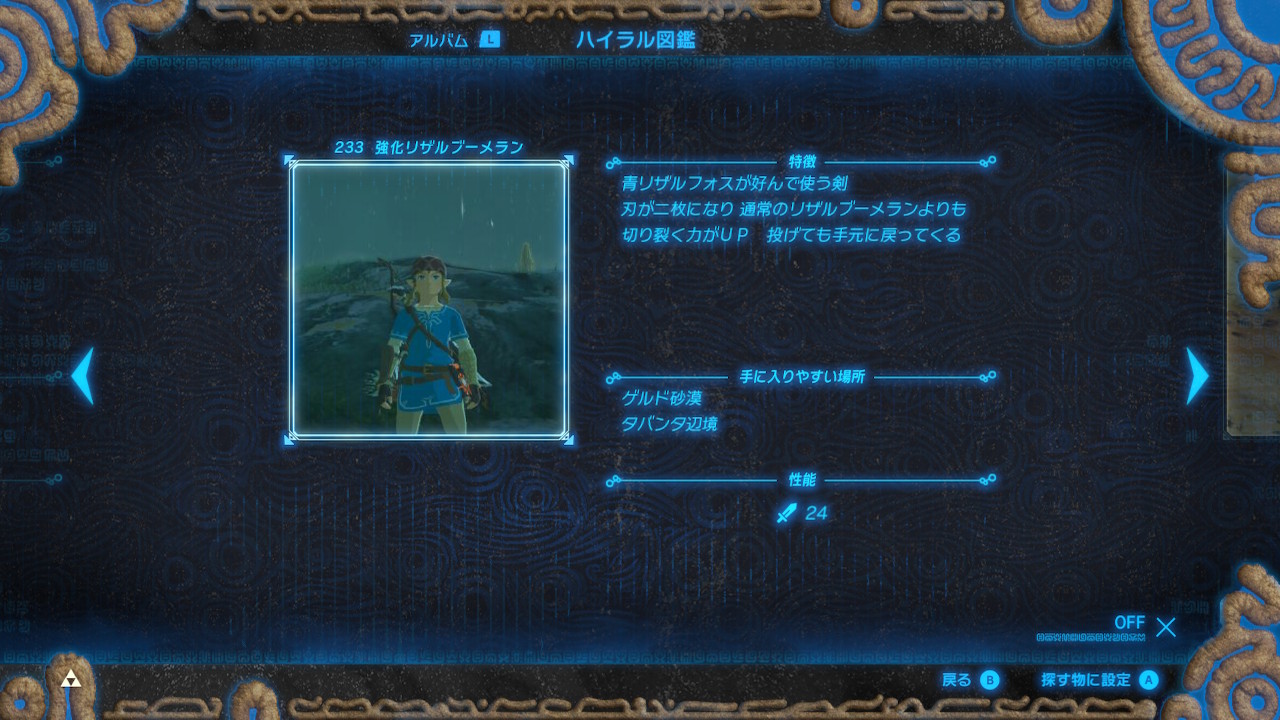 アルバム L
ハイラル図鑑
233 強化リザルブーメラン
特徴
青リザルフォスが好んで使う剣
刃が二枚になり 通常のリザルブーメランよりも
切り裂く力がUP 投げても手元に戻ってくる
手に入りやすい場所
ゲルド砂漠
タバンタ辺境
性能
24
OFF
戻る B
探す物に設定 A